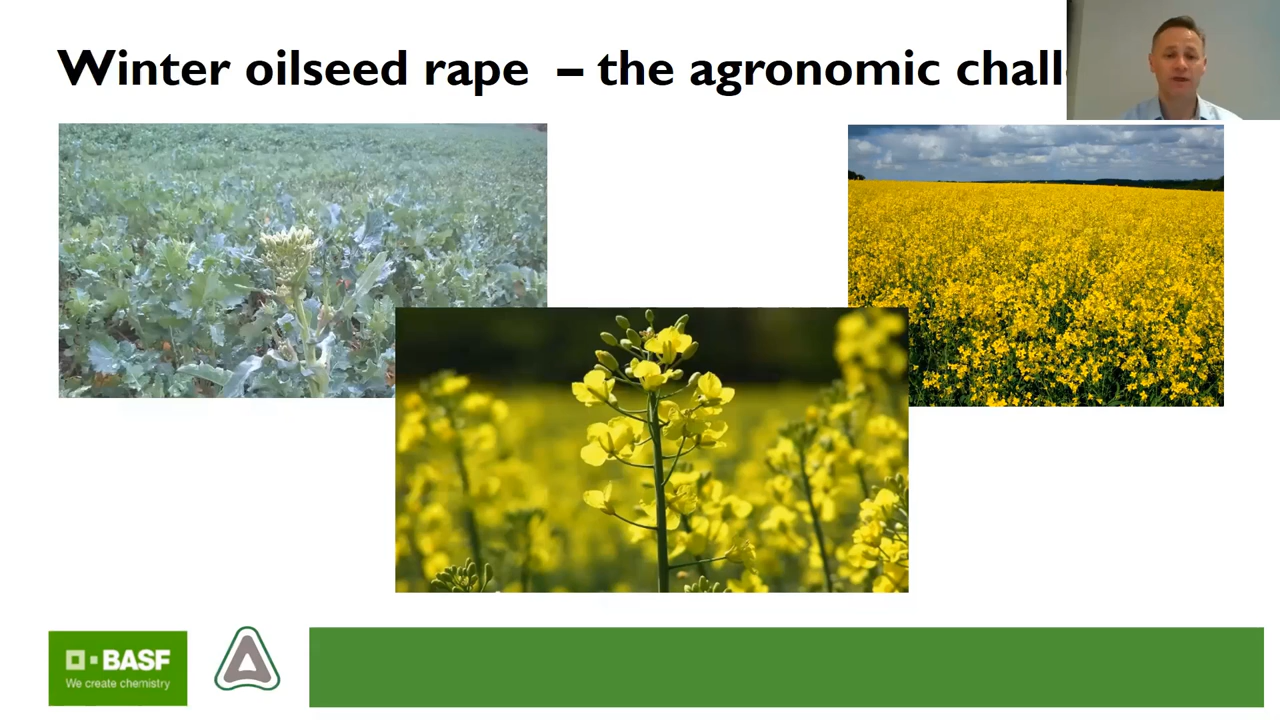 Winter oilseed rape – the agronomic chall
BASF
We create chemistry